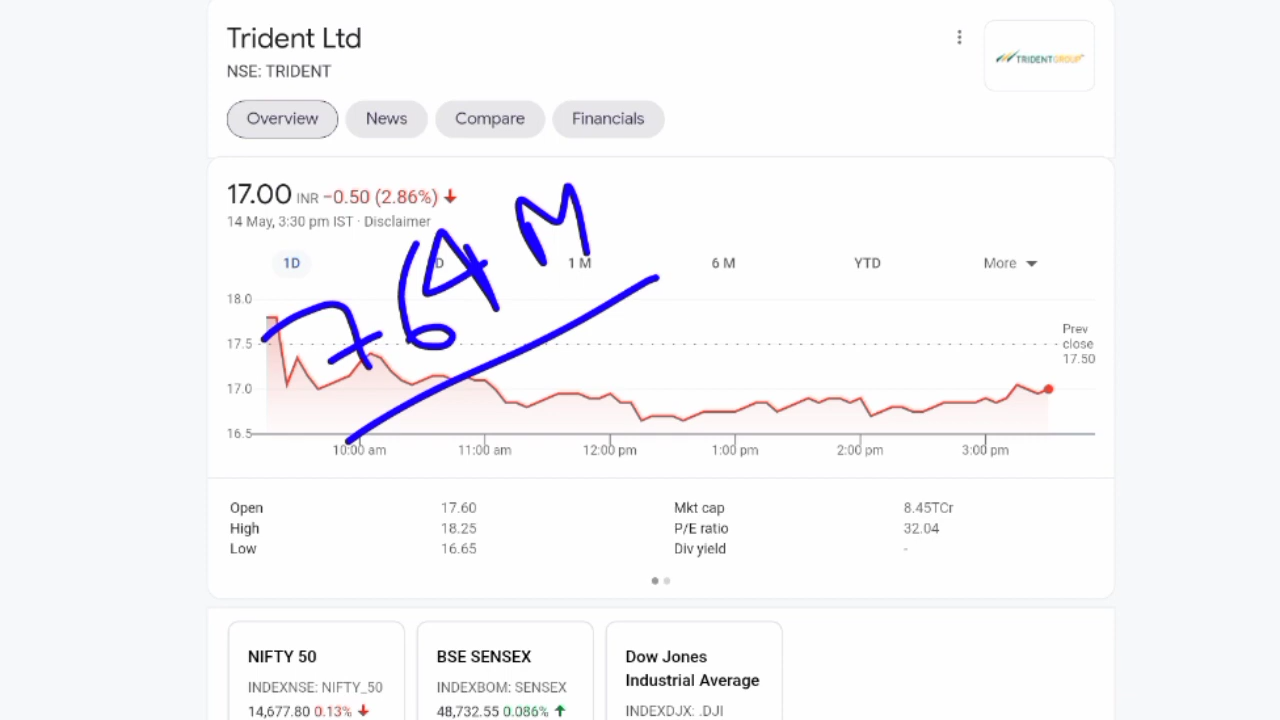 Trident Ltd
NSE: TRIDENT
TRIDENTGROUP
Overview News Compare Financials
17.00 INR −0.50 (2.86%) ↓
14 May, 3:30 pm IST · Disclaimer
764M
1D D 1 M 6 M YTD More
18.0
17.5
17.0
16.5
Prev
close
17.50
10:00 am 11:00 am 12:00 pm 1:00 pm 2:00 pm 3:00 pm
Open 17.60 Mkt cap 8.45TCr
High 18.25 P/E ratio 32.04
Low 16.65 Div yield -
NIFTY 50
INDEXNSE: NIFTY_50
14,677.80 0.13% ↓
BSE SENSEX
INDEXBOM: SENSEX
48,732.55 0.086% ↑
Dow Jones
Industrial Average
INDEXDJX: .DJI